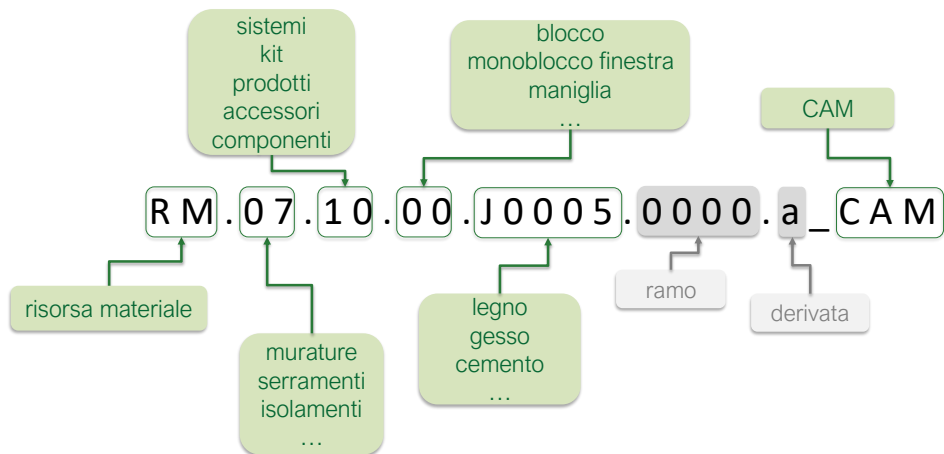 sistemi
kit
prodotti
accessori
componenti
blocco
monoblocco finestra
maniglia
...
CAM
RM.07.10.00.J0005.0000.a_CAM
risorsa materiale
murature
serramenti
isolamenti
...
legno
gesso
cemento
...
ramo
derivata